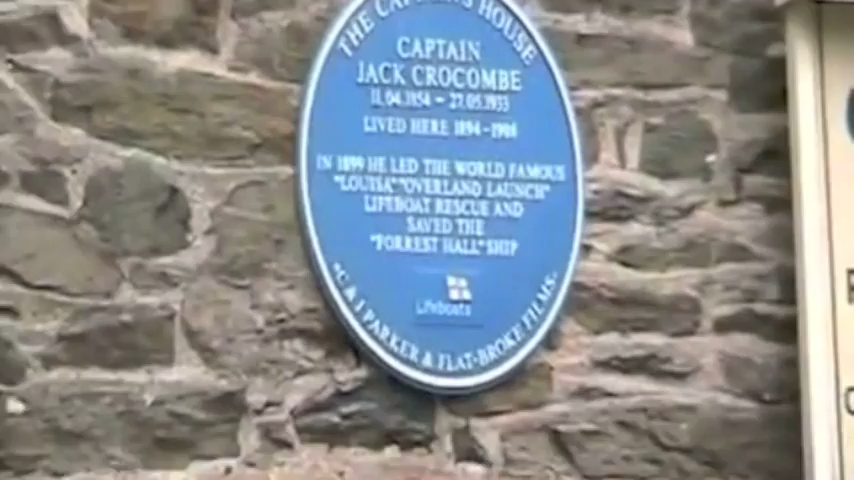 THE CAPTAIN'S HOUSE
CAPTAIN
JACK CROCOMBE
11.04.1854 - 27.05.1933
LIVED HERE 1894-1908
IN 1899 HE LED THE WORLD FAMOUS
"LOUISA" "OVERLAND LAUNCH"
LIFEBOAT RESCUE AND
SAVED THE
"FORREST HALL" SHIP
Lifeboats
C & J PARKER & FLAT-BROKE FILMS